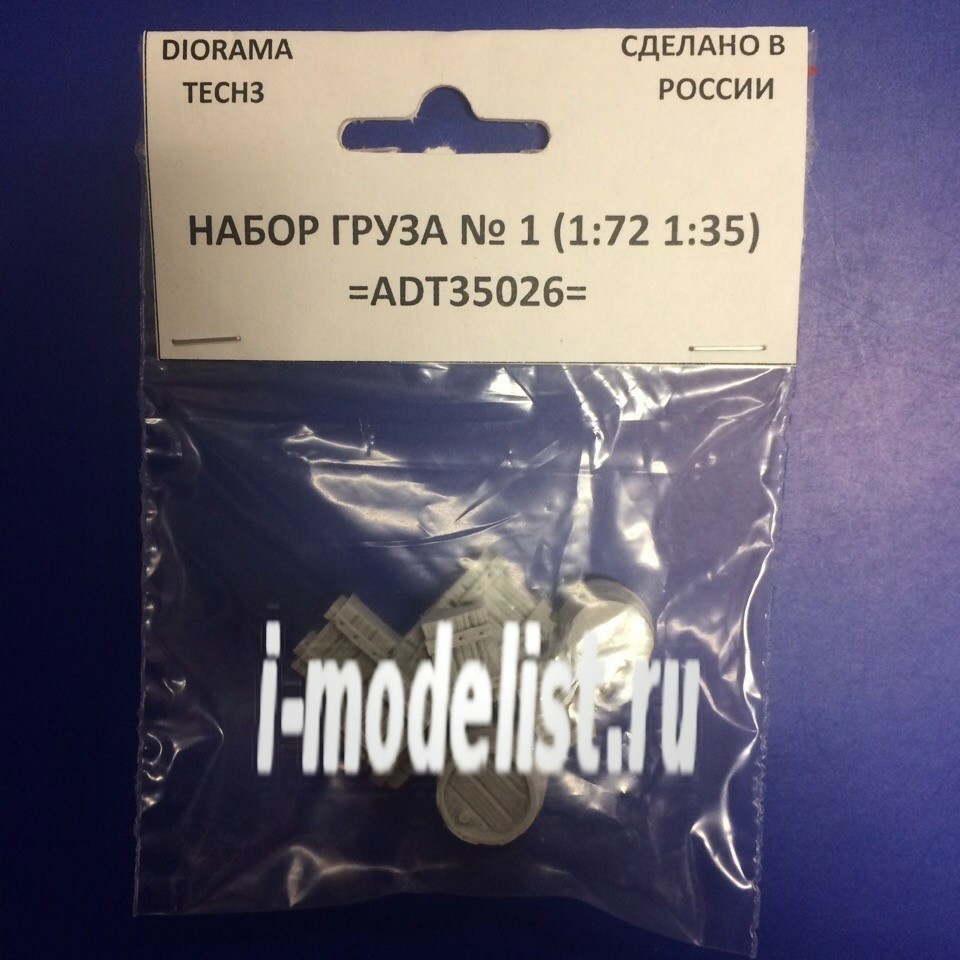 DIORAMA
TECH3
СДЕЛАНО В
РОССИИ
НАБОР ГРУЗА № 1 (1:72 1:35)
=ADT35026=
i-modelist.ru